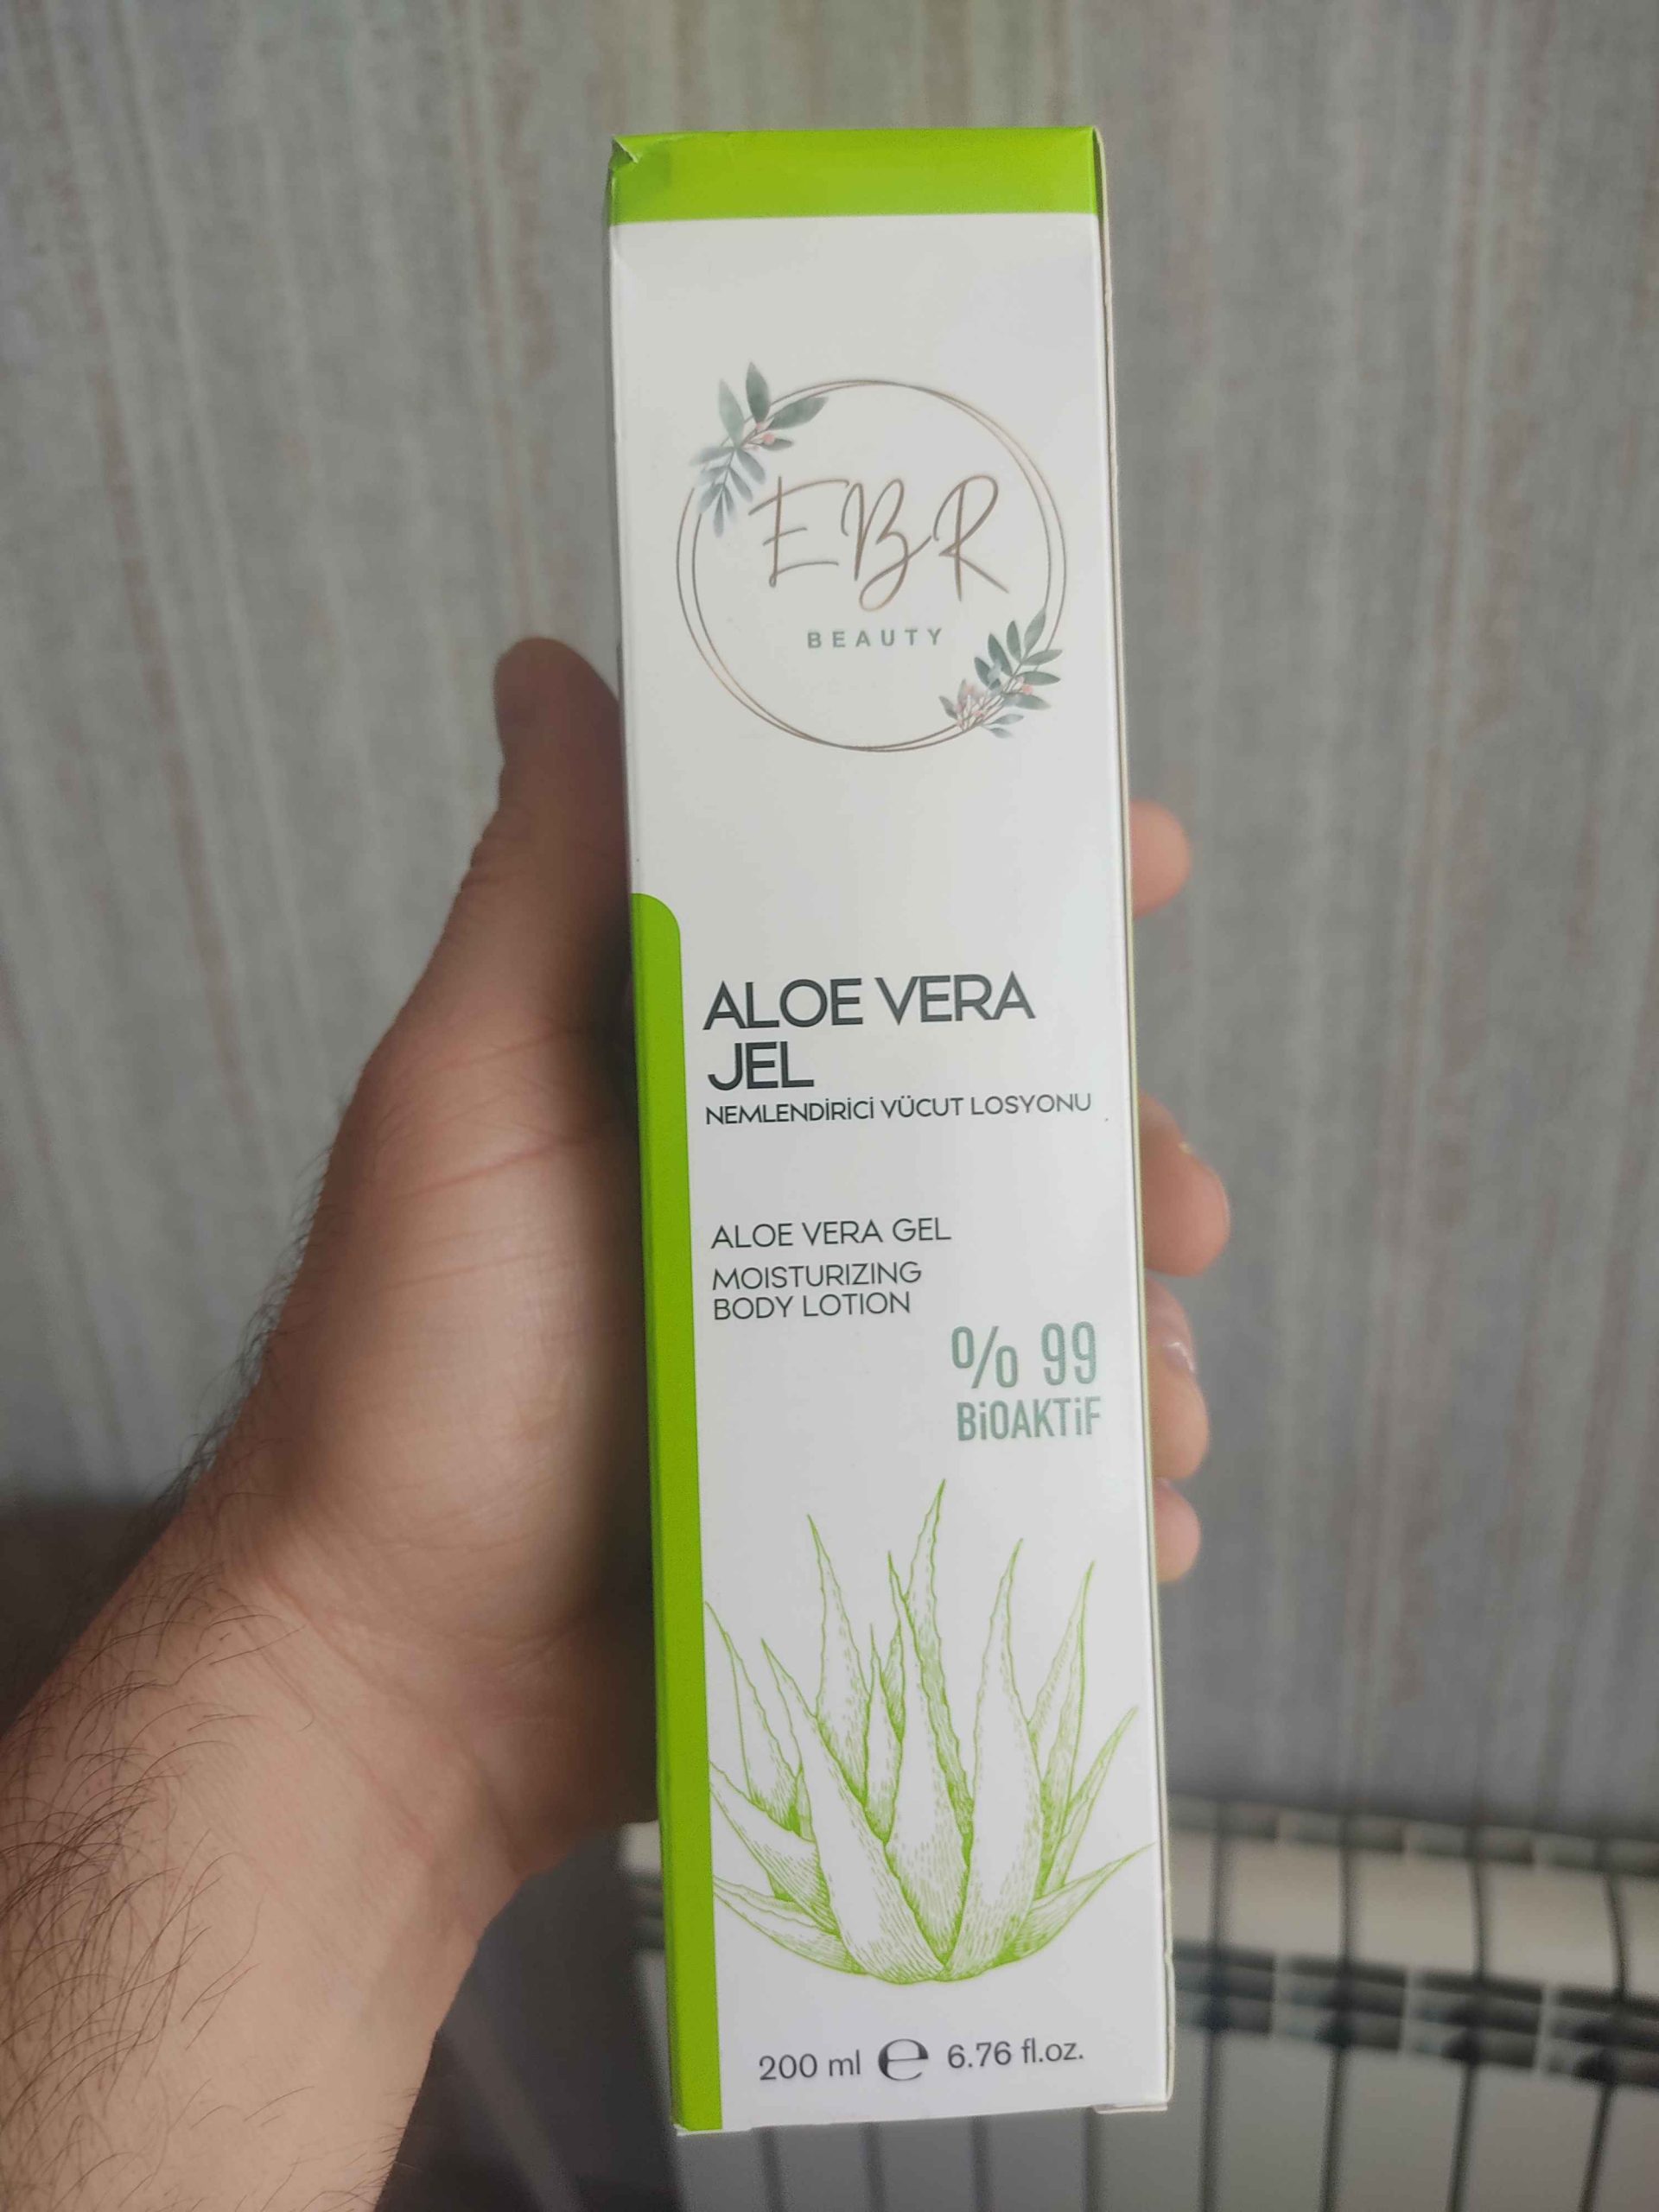 EBR
BEAUTY
ALOE VERA
JEL
NEMLENDİRİCİ VÜCUT LOSYONU
ALOE VERA GEL
MOISTURIZING
BODY LOTION
% 99
BİOAKTİF
200 ml ℮ 6.76 fl.oz.